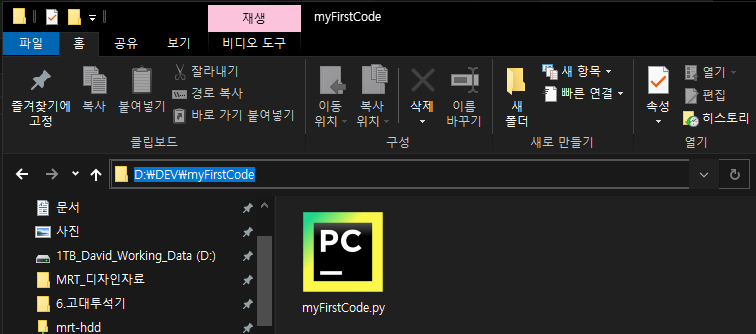 재생
myFirstCode
파일
홈
공유
보기
비디오 도구
즐겨찾기에
고정
복사
붙여넣기
잘라내기
경로 복사
바로 가기 붙여넣기
클립보드
이동
위치
복사
위치
삭제
이름
바꾸기
구성
새
폴더
새 항목
빠른 연결
새로 만들기
속성
열기
편집
히스토리
열기
D:₩DEV₩myFirstCode
문서
사진
1TB_David_Working_Data (D:)
MRT_디자인자료
6.고대투석기
mrt-hdd
PC
myFirstCode.py